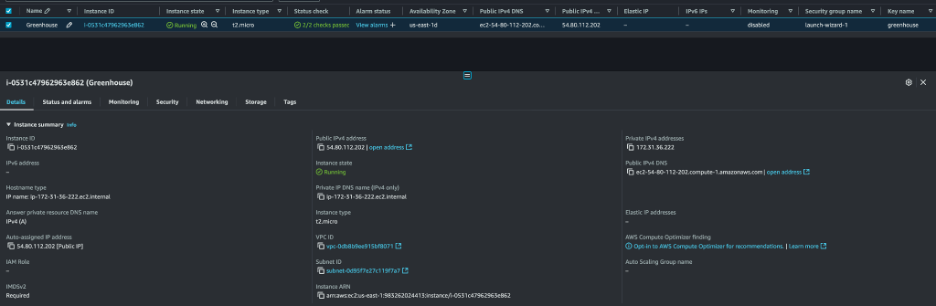 Name Instance ID Instance state Instance type Status check Alarm status Availability Zone Public IPv4 DNS Public IPv4 ... Elastic IP IPv6 IPs Monitoring Security group name Key name
Greenhouse i-0531c47962963e862 Running t2.micro 2/2 checks passed View alarms + us-east-1d ec2-54-80-112-202.co... 54.80.112.202 – – disabled launch-wizard-1 greenhouse
i-0531c47962963e862 (Greenhouse)
Details Status and alarms Monitoring Security Networking Storage Tags
Instance summary Info
Instance ID Public IPv4 address Private IPv4 addresses
i-0531c47962963e862 54.80.112.202 | open address 172.31.36.222
IPv6 address Instance state Public IPv4 DNS
– Running ec2-54-80-112-202.compute-1.amazonaws.com | open address
Hostname type Private IP DNS name (IPv4 only)
IP name: ip-172-31-36-222.ec2.internal ip-172-31-36-222.ec2.internal
Answer private resource DNS name Instance type Elastic IP addresses
IPv4 (A) t2.micro –
Auto-assigned IP address VPC ID AWS Compute Optimizer finding
54.80.112.202 [Public IP] Opt-in to AWS Compute Optimizer for recommendations. | Learn more
IAM Role Subnet ID Auto Scaling Group name
– subnet-0d95f7e27c119f7a7 –
IMDSv2 Instance ARN
Required arn:aws:ec2:us-east-1:983262024413:instance/i-0531c47962963e862